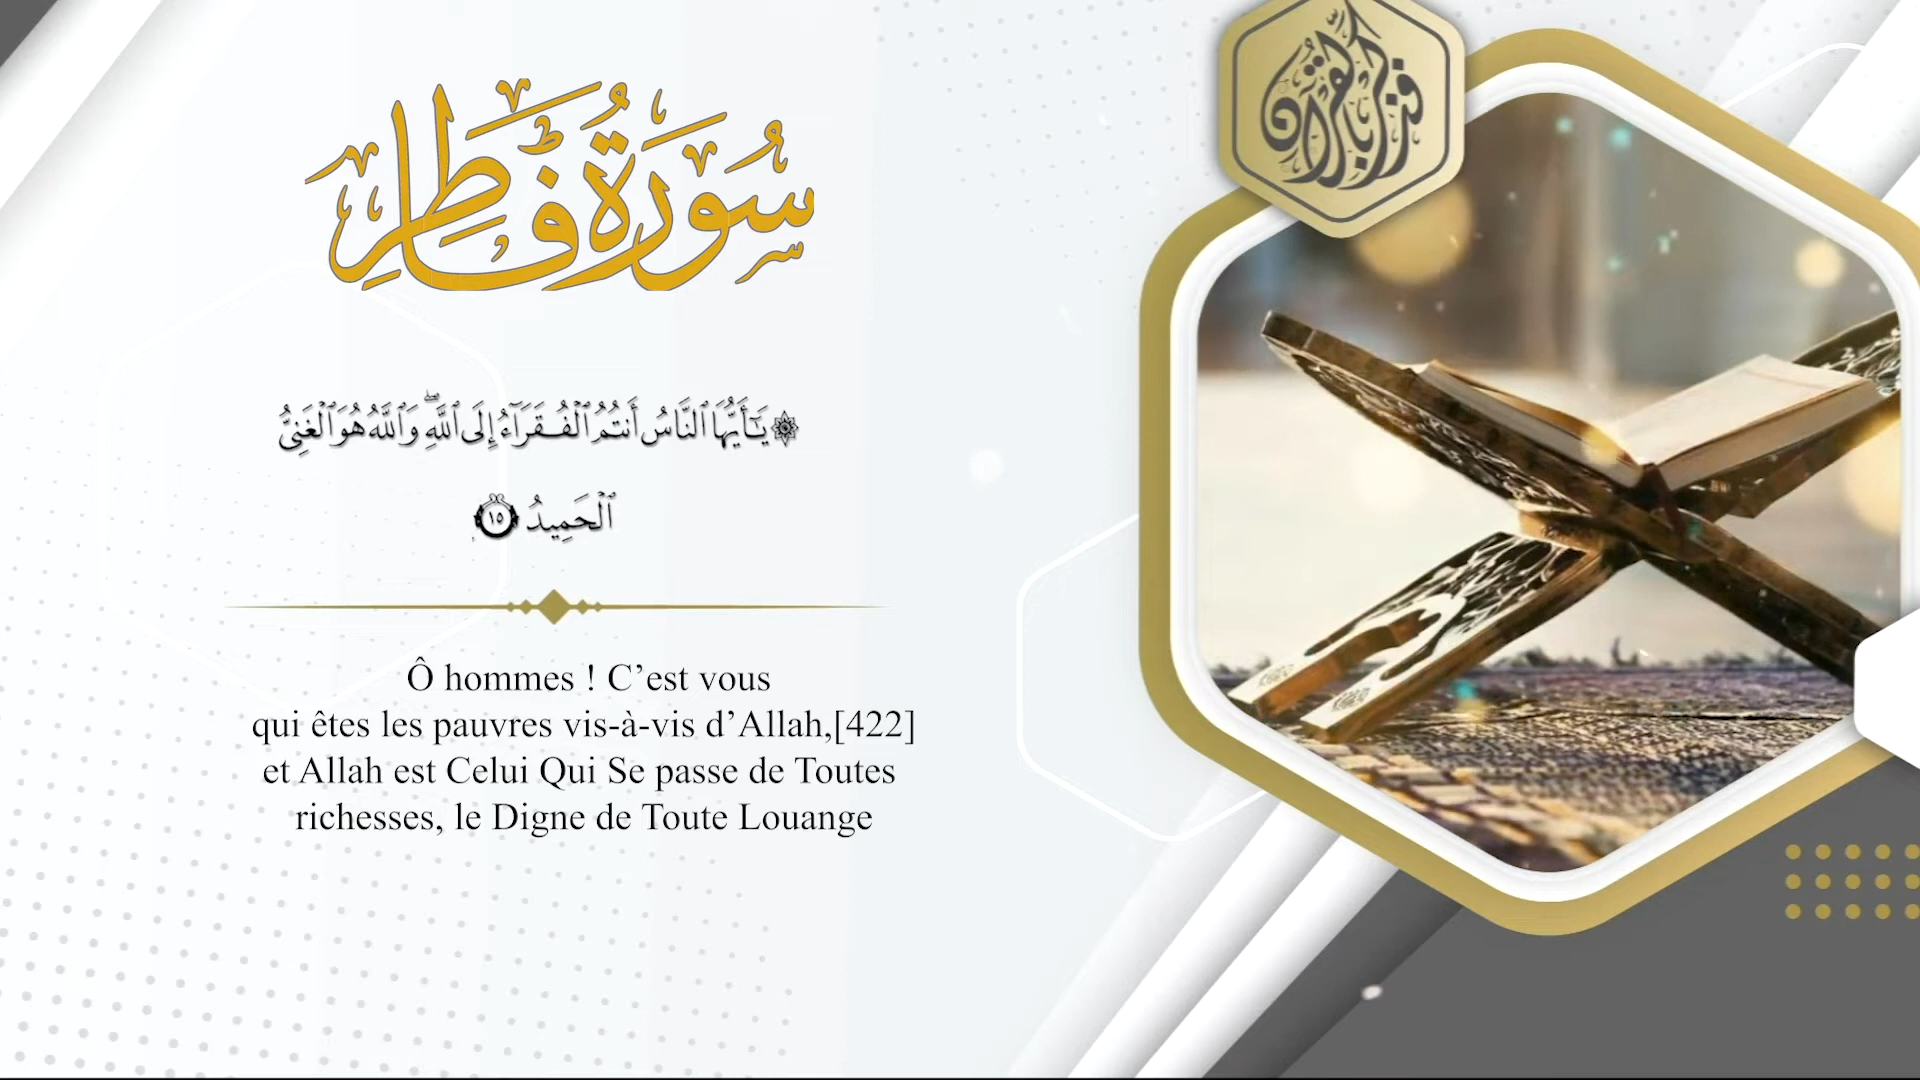 سُورَةُ فَاطِرٍ
فذكر بالقرآن
۞ يَـٰٓأَيُّهَا ٱلنَّاسُ أَنتُمُ ٱلْفُقَرَآءُ إِلَى ٱللَّهِ ۖ وَٱللَّهُ هُوَ ٱلْغَنِىُّ
ٱلْحَمِيدُ ١٥
Ô hommes ! C’est vous
qui êtes les pauvres vis-à-vis d’Allah,[422]
et Allah est Celui Qui Se passe de Toutes
richesses, le Digne de Toute Louange